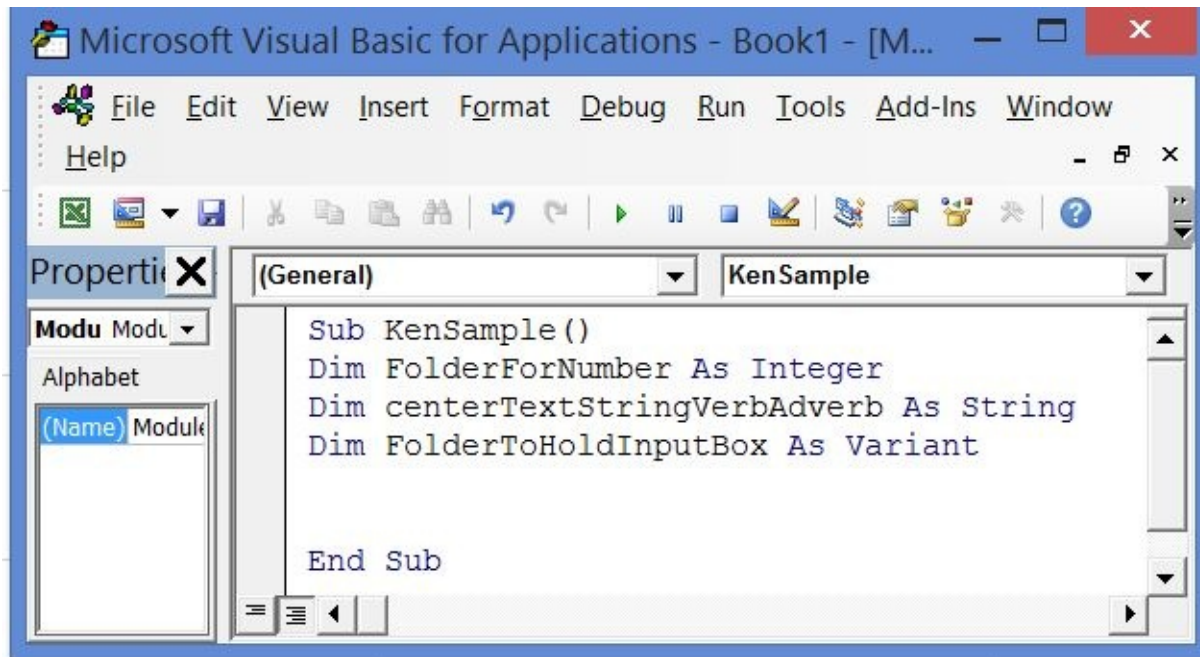 Microsoft Visual Basic for Applications - Book1 - [M...
File Edit View Insert Format Debug Run Tools Add-Ins Window
Help
Properti
(General) KenSample
Modu Modu
Alphabet
(Name) Module
Sub KenSample()
Dim FolderForNumber As Integer
Dim centerTextStringVerbAdverb As String
Dim FolderToHoldInputBox As Variant
End Sub